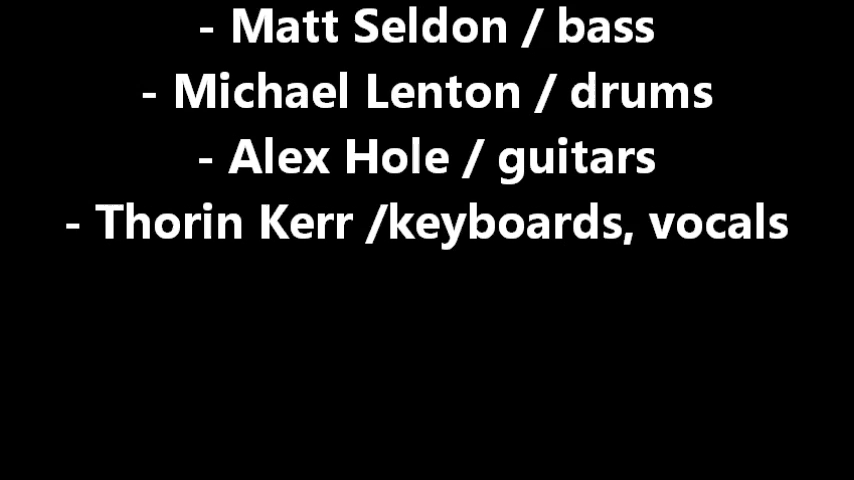 - Matt Seldon / bass
- Michael Lenton / drums
- Alex Hole / guitars
- Thorin Kerr /keyboards, vocals